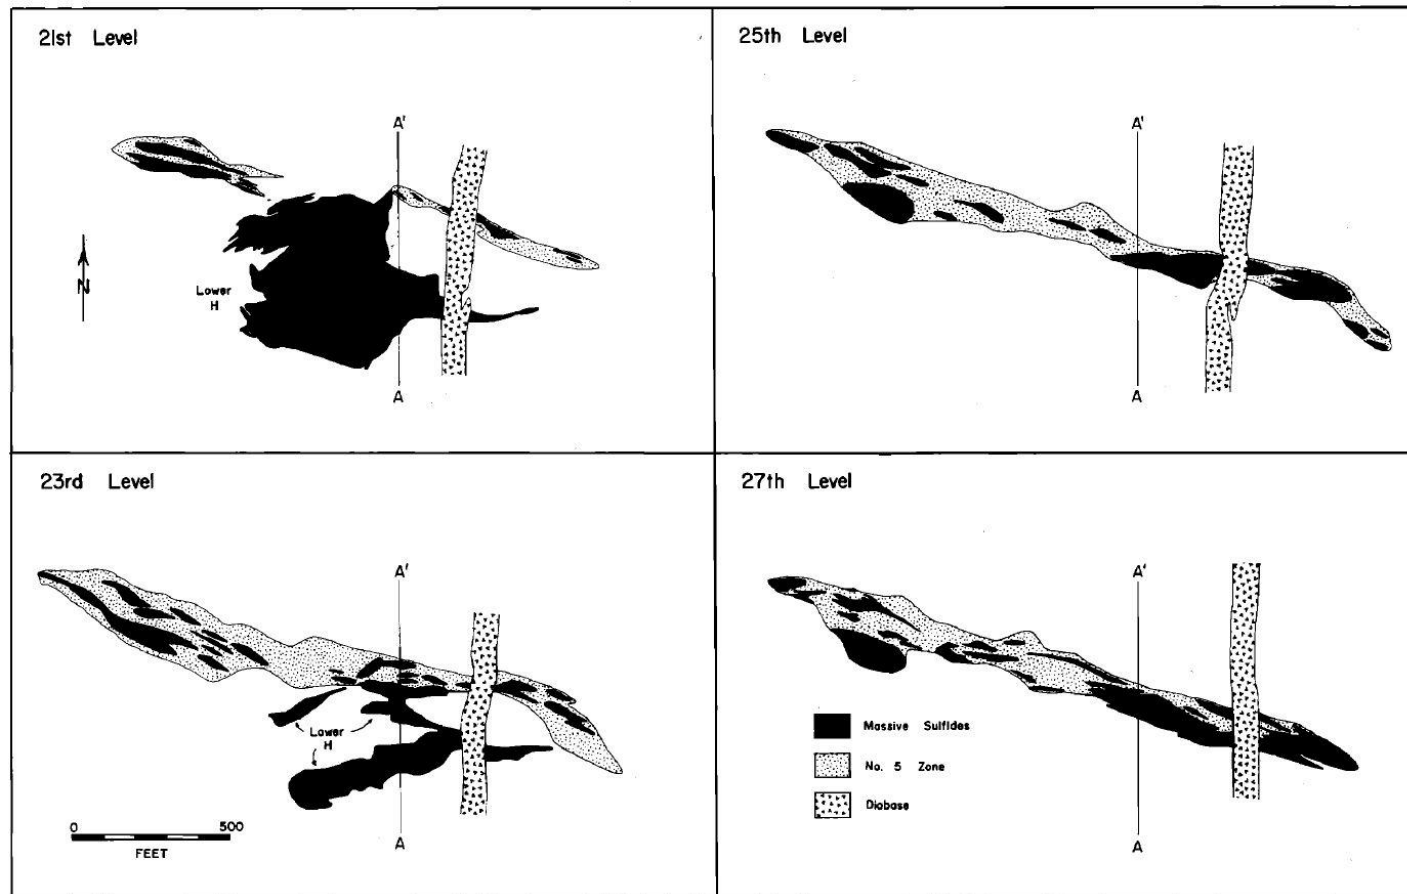 21st Level
A'
N
Lower
H
A
25th Level
A'
A
23rd Level
A'
Lower
H
A
0 500
FEET
27th Level
A'
Massive Sulfides
No. 5 Zone
Diabase
A